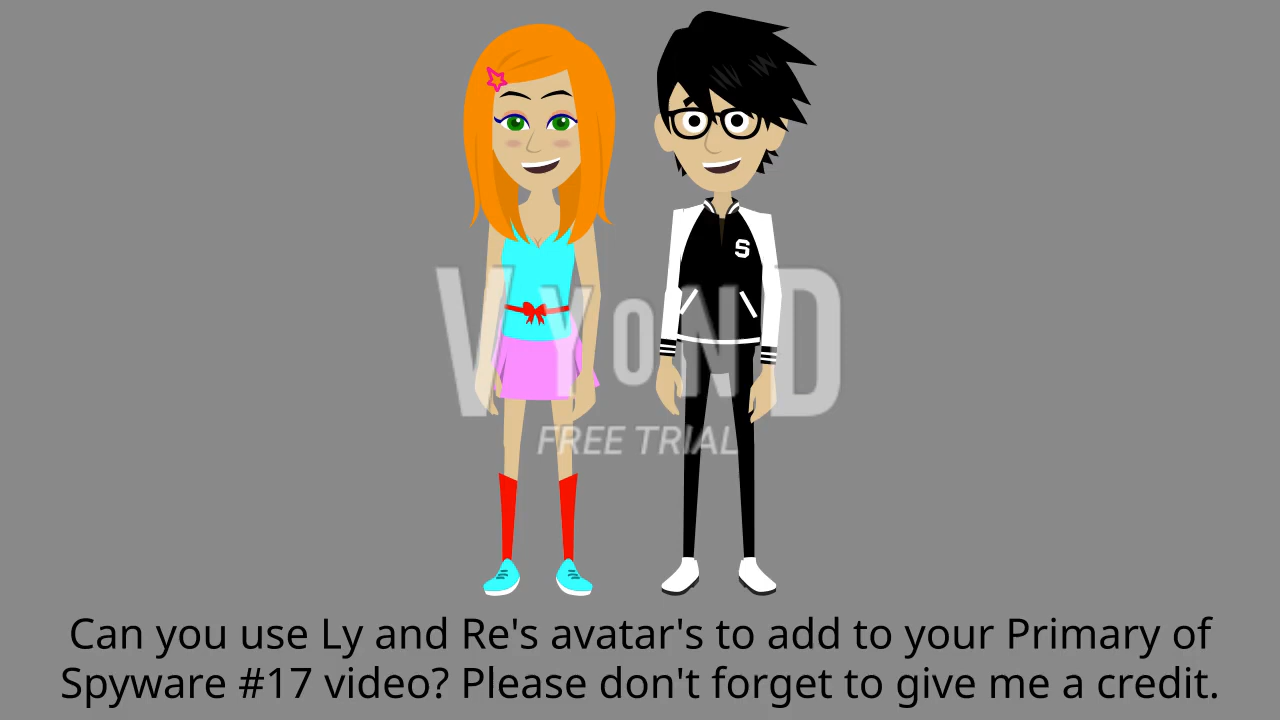 S
VYOND
FREE TRIAL
Can you use Ly and Re's avatar's to add to your Primary of
Spyware #17 video? Please don't forget to give me a credit.